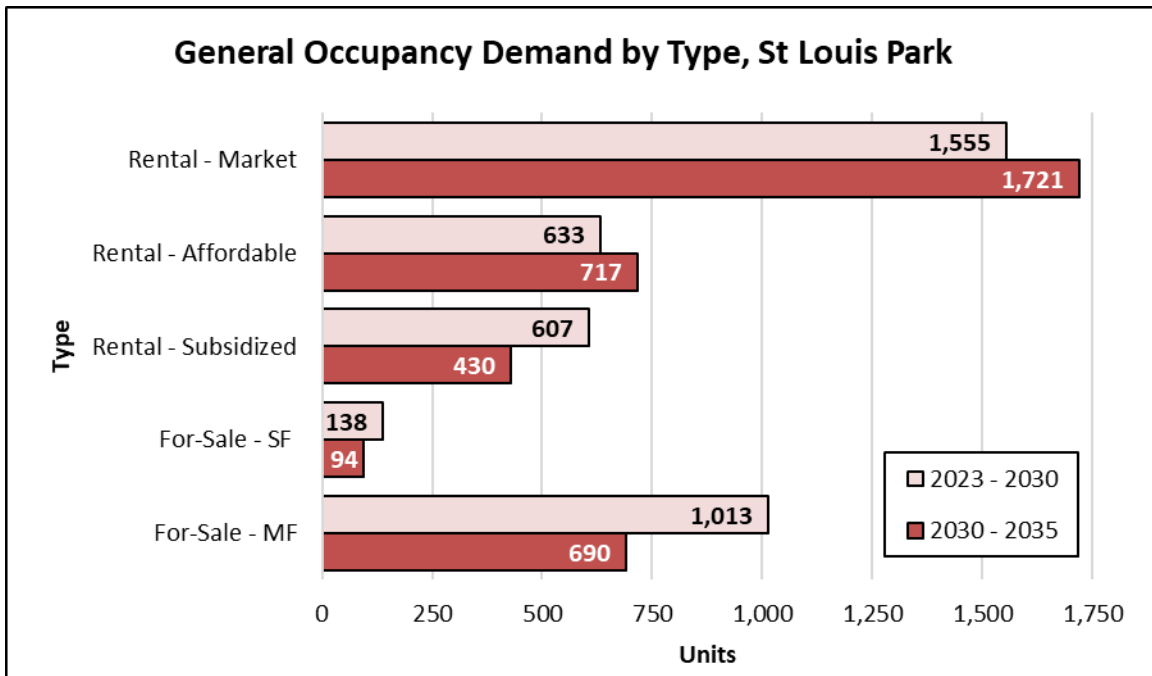 General Occupancy Demand by Type, St Louis Park
Type
Rental - Market
1,555
1,721
Rental - Affordable
633
717
Rental - Subsidized
607
430
For-Sale - SF
138
94
For-Sale - MF
1,013
690
2023 - 2030
2030 - 2035
0 250 500 750 1,000 1,250 1,500 1,750
Units